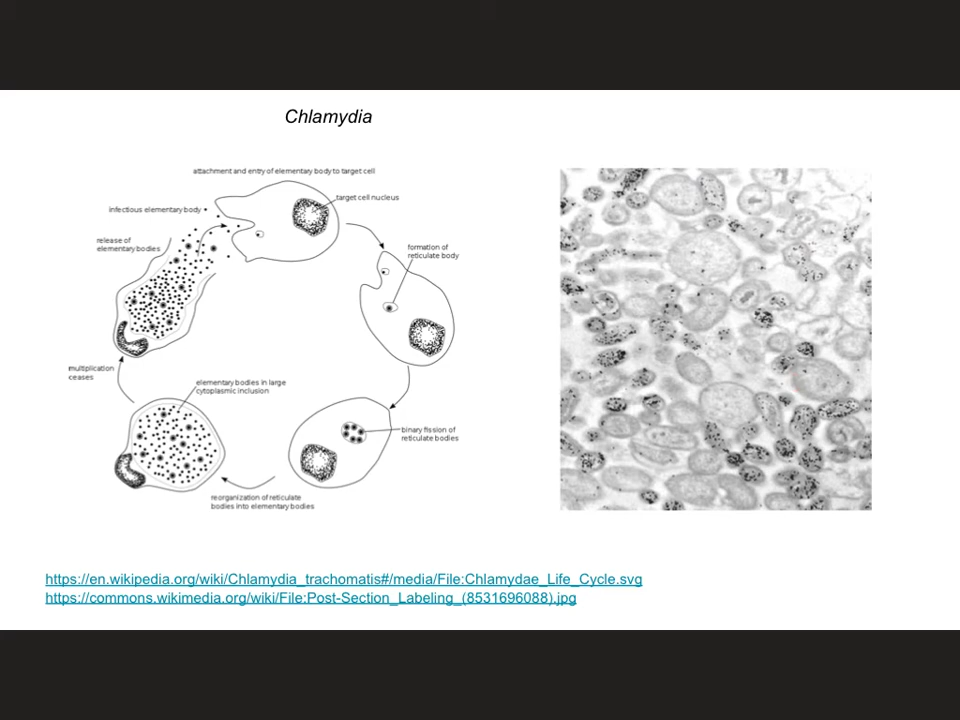 Chlamydia
attachment and entry of elementary body to target cell
target cell nucleus
infectious elementary body
release of
elementary bodies
formation of
reticulate body
multiplication
ceases
elementary bodies in large
cytoplasmic inclusion
binary fission of
reticulate bodies
reorganization of reticulate
bodies into elementary bodies
https://en.wikipedia.org/wiki/Chlamydia_trachomatis#/media/File:Chlamydae_Life_Cycle.svg
https://commons.wikimedia.org/wiki/File:Post-Section_Labeling_(8531696088).jpg